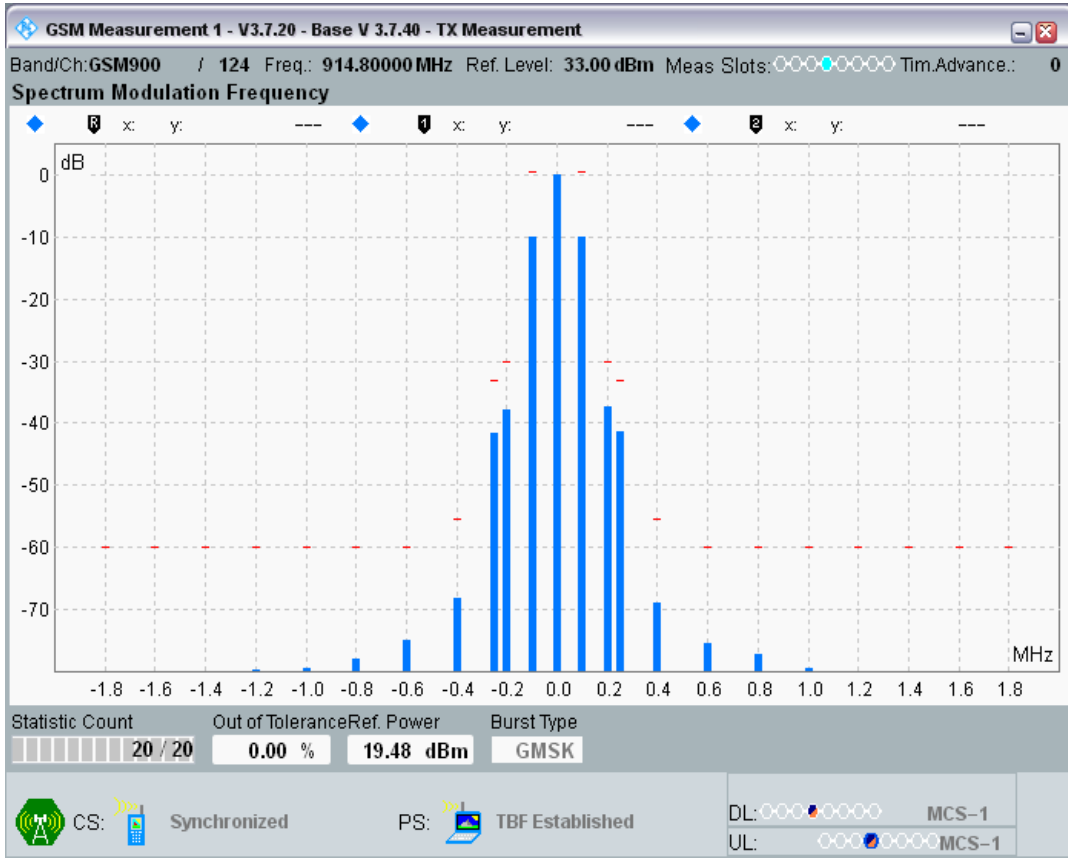 GSM Measurement 1 - V3.7.20 - Base V 3.7.40 - TX Measurement
Band/Ch:GSM900 / 124 Freq.: 914.80000 MHz Ref. Level: 33.00 dBm Meas Slots: Tim.Advance.: 0
Spectrum Modulation Frequency
R x: y: --- 1 x: y: --- 2 x: y: ---
dB
0
-10
-20
-30
-40
-50
-60
-70
MHz
-1.8 -1.6 -1.4 -1.2 -1.0 -0.8 -0.6 -0.4 -0.2 0.0 0.2 0.4 0.6 0.8 1.0 1.2 1.4 1.6 1.8
Statistic Count Out of Tolerance Ref. Power Burst Type
20 / 20 0.00 % 19.48 dBm GMSK
CS: Synchronized PS: TBF Established
DL: MCS-1
UL: MCS-1